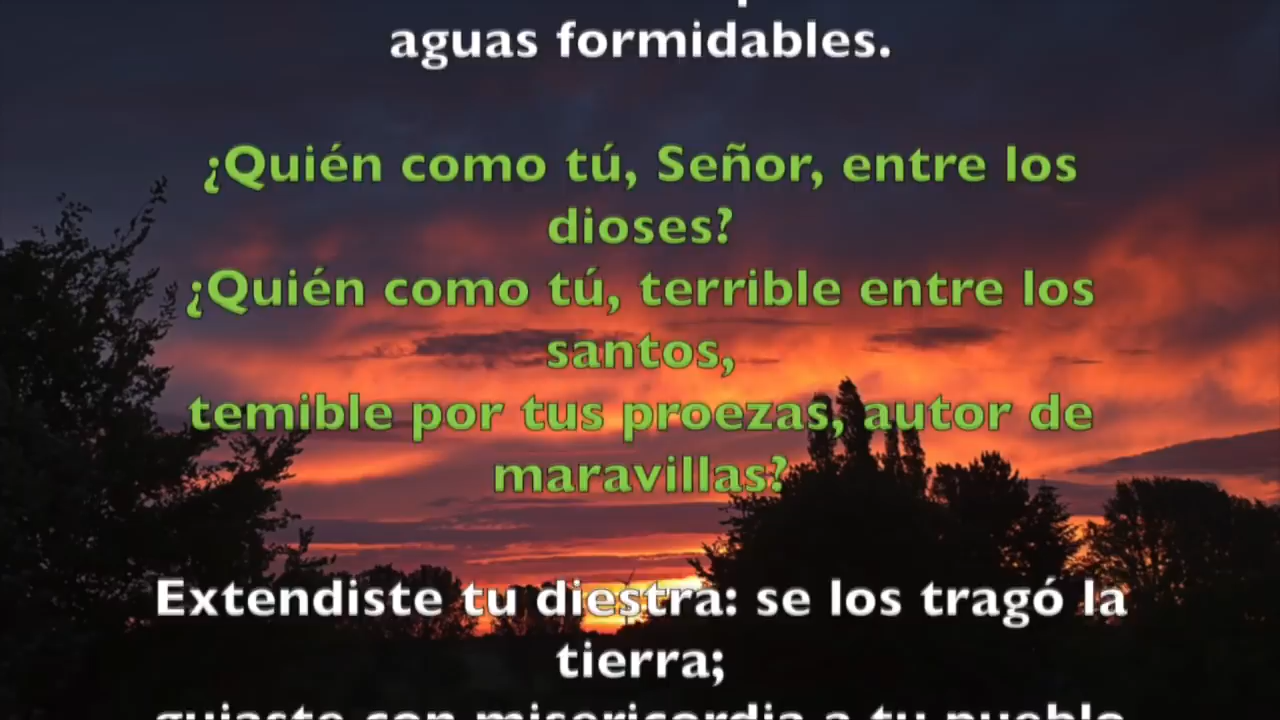 aguas formidables.
¿Quién como tú, Señor, entre los
dioses?
¿Quién como tú, terrible entre los
santos,
temible por tus proezas, autor de
maravillas?
Extendiste tu diestra: se los tragó la
tierra;
guiaste con misericordia a tu pueblo